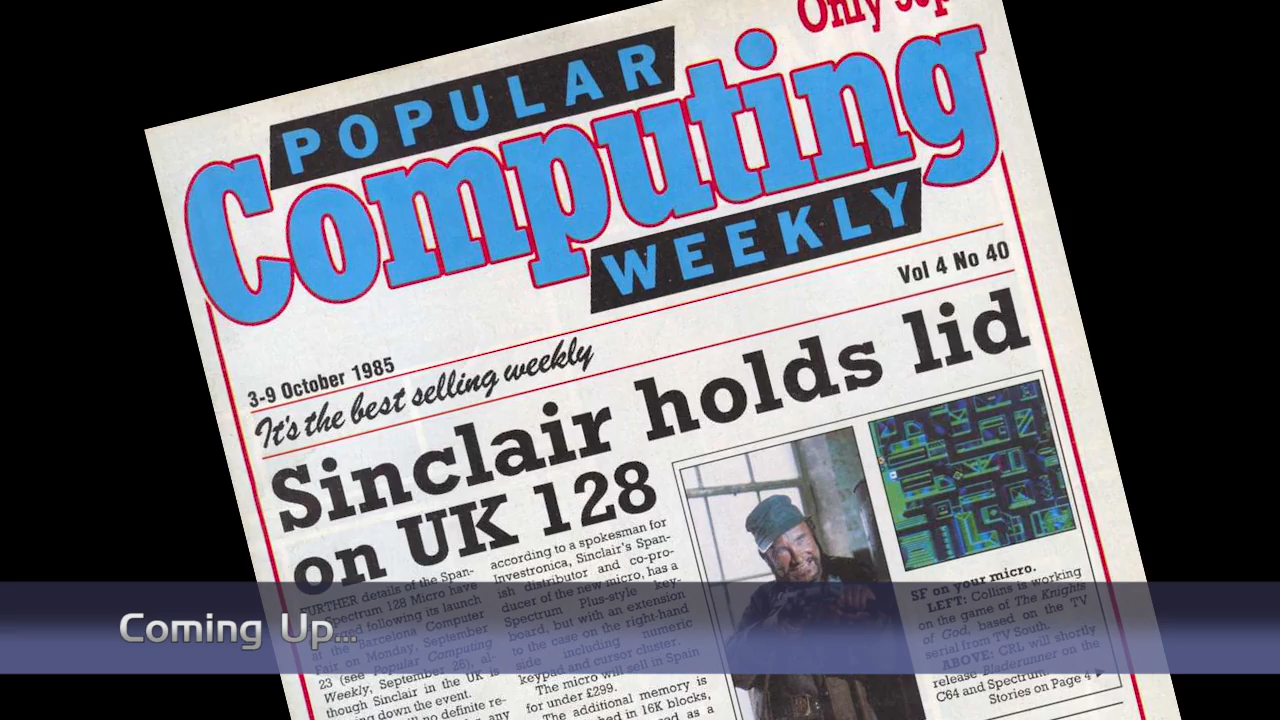 Only
POPULAR
Computing
WEEKLY
Vol 4 No 40
3-9 October 1985
It's the best selling weekly
Sinclair holds lid
on UK 128
FURTHER details of the Span-
Spectrum 128 Micro have
following its launch
at the Barcelona Computer
Fair on Monday, September
23 (see Popular Computing
Weekly, September 26), al-
though Sinclair in the UK is
down the event.
no definite re-
any
according to a spokesman for
Investronica, Sinclair's Span-
ish distributor and co-pro-
ducer of the new micro, has a
Spectrum Plus-style key-
board, but with an extension
to the case on the right-hand
side including numeric
keypad and cursor cluster.
The micro will sell in Spain
for under £299.
The additional memory is
in 16K blocks,
as a
SF on your micro.
LEFT: Collins is working
on the game of The Knights
of God, based on the TV
serial from TV South.
ABOVE: CRL will shortly
release Bladerunner on the
C64 and Spectrum
Stories on Page 4
Coming Up...